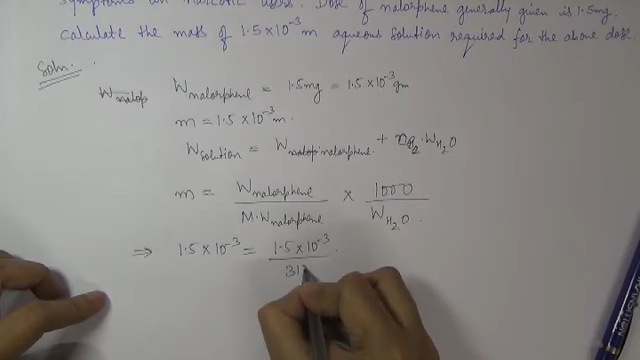 symptoms in narcotic users. Dose of nalorphene generally given is 1.5mg.
calculate the mass of 1.5×10⁻³ m aqueous solution required for the above dose.
Soln.
W nalorphene = 1.5mg = 1.5×10⁻³ gm
m = 1.5×10⁻³ m.
W solution = W nalorphene + W H₂O
m = W nalorphene / M.W nalorphene × 1000 / W H₂O
⇒ 1.5×10⁻³ = 1.5×10⁻³ / 31